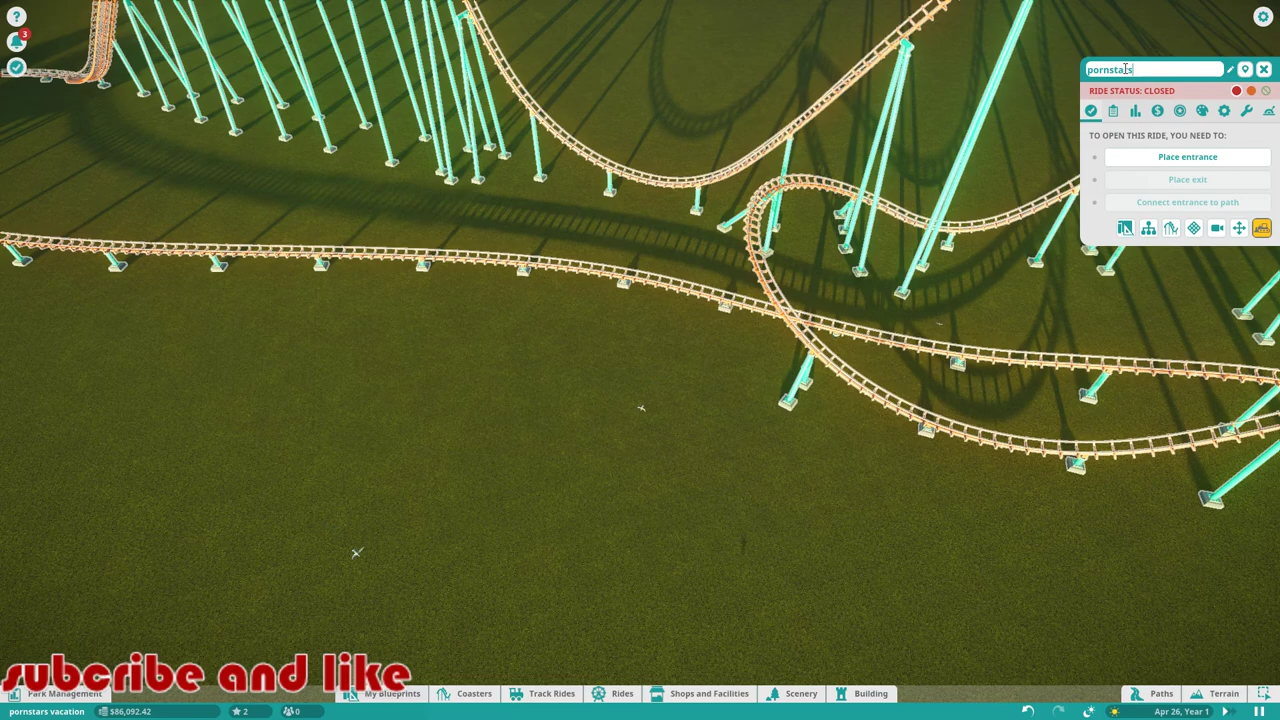 ?
3
pornstars
RIDE STATUS: CLOSED
TO OPEN THIS RIDE, YOU NEED TO:
Place entrance
Place exit
Connect entrance to path
subcribe and like
Park Management
My blueprints
Coasters
Track Rides
Rides
Shops and Facilities
Scenery
Building
Paths
Terrain
pornstars vacation
$86,092.42
2
0
Apr 26, Year 1